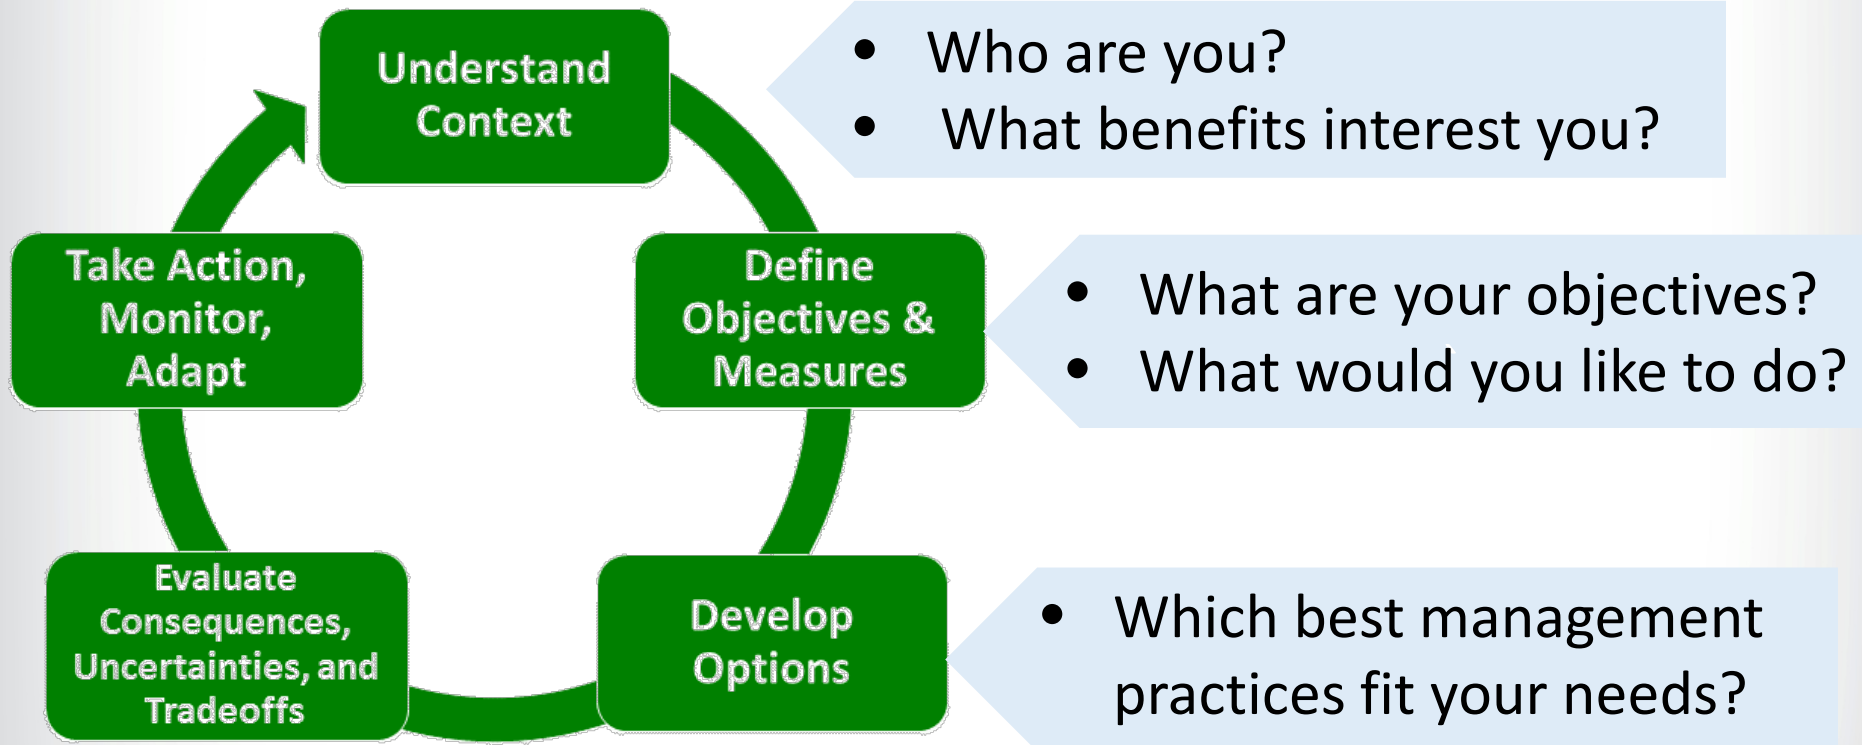 Understand
Context
• Who are you?
• What benefits interest you?
Define
Objectives &
Measures
• What are your objectives?
• What would you like to do?
Develop
Options
• Which best management
practices fit your needs?
Evaluate
Consequences,
Uncertainties, and
Tradeoffs
Take Action,
Monitor,
Adapt